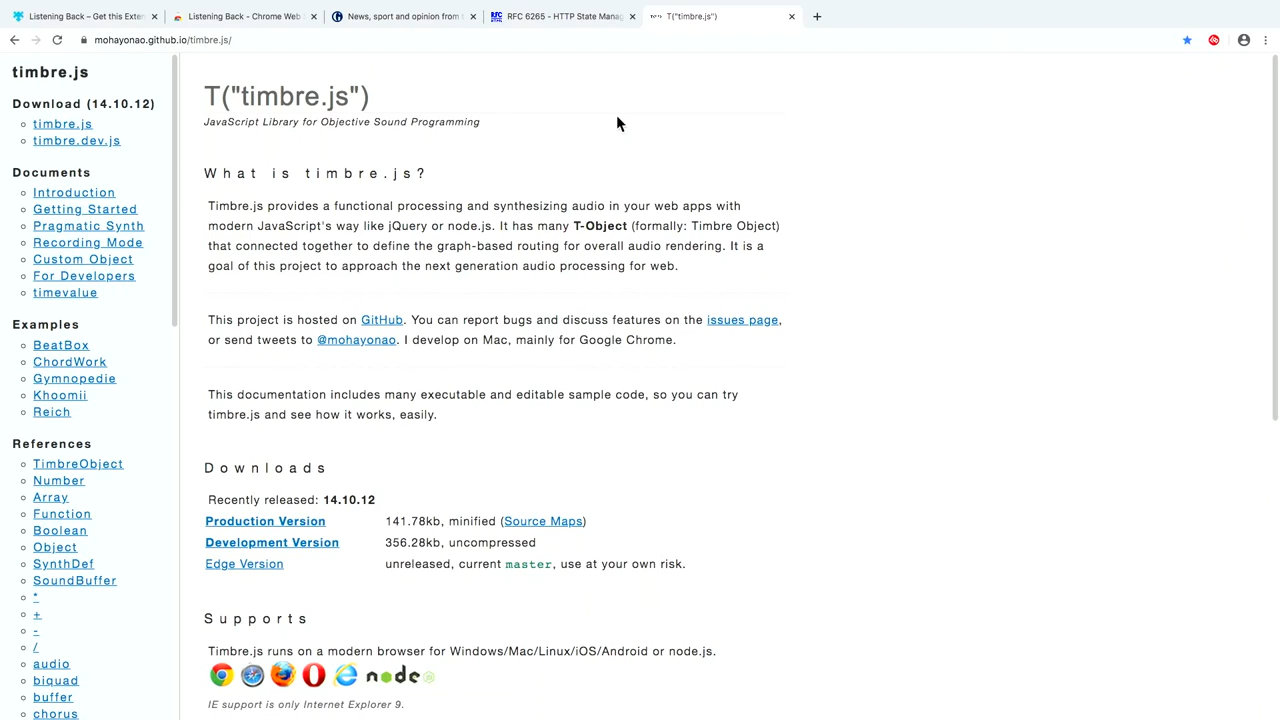 Listening Back – Get this Exten
Listening Back - Chrome Web
News, sport and opinion from
RFC 6265 - HTTP State Manag
T("timbre.js")
mohayonao.github.io/timbre.js/
timbre.js
Download (14.10.12)
timbre.js
timbre.dev.js
Documents
Introduction
Getting Started
Pragmatic Synth
Recording Mode
Custom Object
For Developers
timevalue
Examples
BeatBox
ChordWork
Gymnopedie
Khoomii
Reich
References
TimbreObject
Number
Array
Function
Boolean
Object
SynthDef
SoundBuffer
*
+
-
/
audio
biquad
buffer
chorus
T("timbre.js")
JavaScript Library for Objective Sound Programming
What is timbre.js?
Timbre.js provides a functional processing and synthesizing audio in your web apps with
modern JavaScript's way like jQuery or node.js. It has many T-Object (formally: Timbre Object)
that connected together to define the graph-based routing for overall audio rendering. It is a
goal of this project to approach the next generation audio processing for web.
This project is hosted on GitHub. You can report bugs and discuss features on the issues page,
or send tweets to @mohayonao. I develop on Mac, mainly for Google Chrome.
This documentation includes many executable and editable sample code, so you can try
timbre.js and see how it works, easily.
Downloads
Recently released: 14.10.12
Production Version 141.78kb, minified (Source Maps)
Development Version 356.28kb, uncompressed
Edge Version unreleased, current master, use at your own risk.
Supports
Timbre.js runs on a modern browser for Windows/Mac/Linux/iOS/Android or node.js.
node
IE support is only Internet Explorer 9.